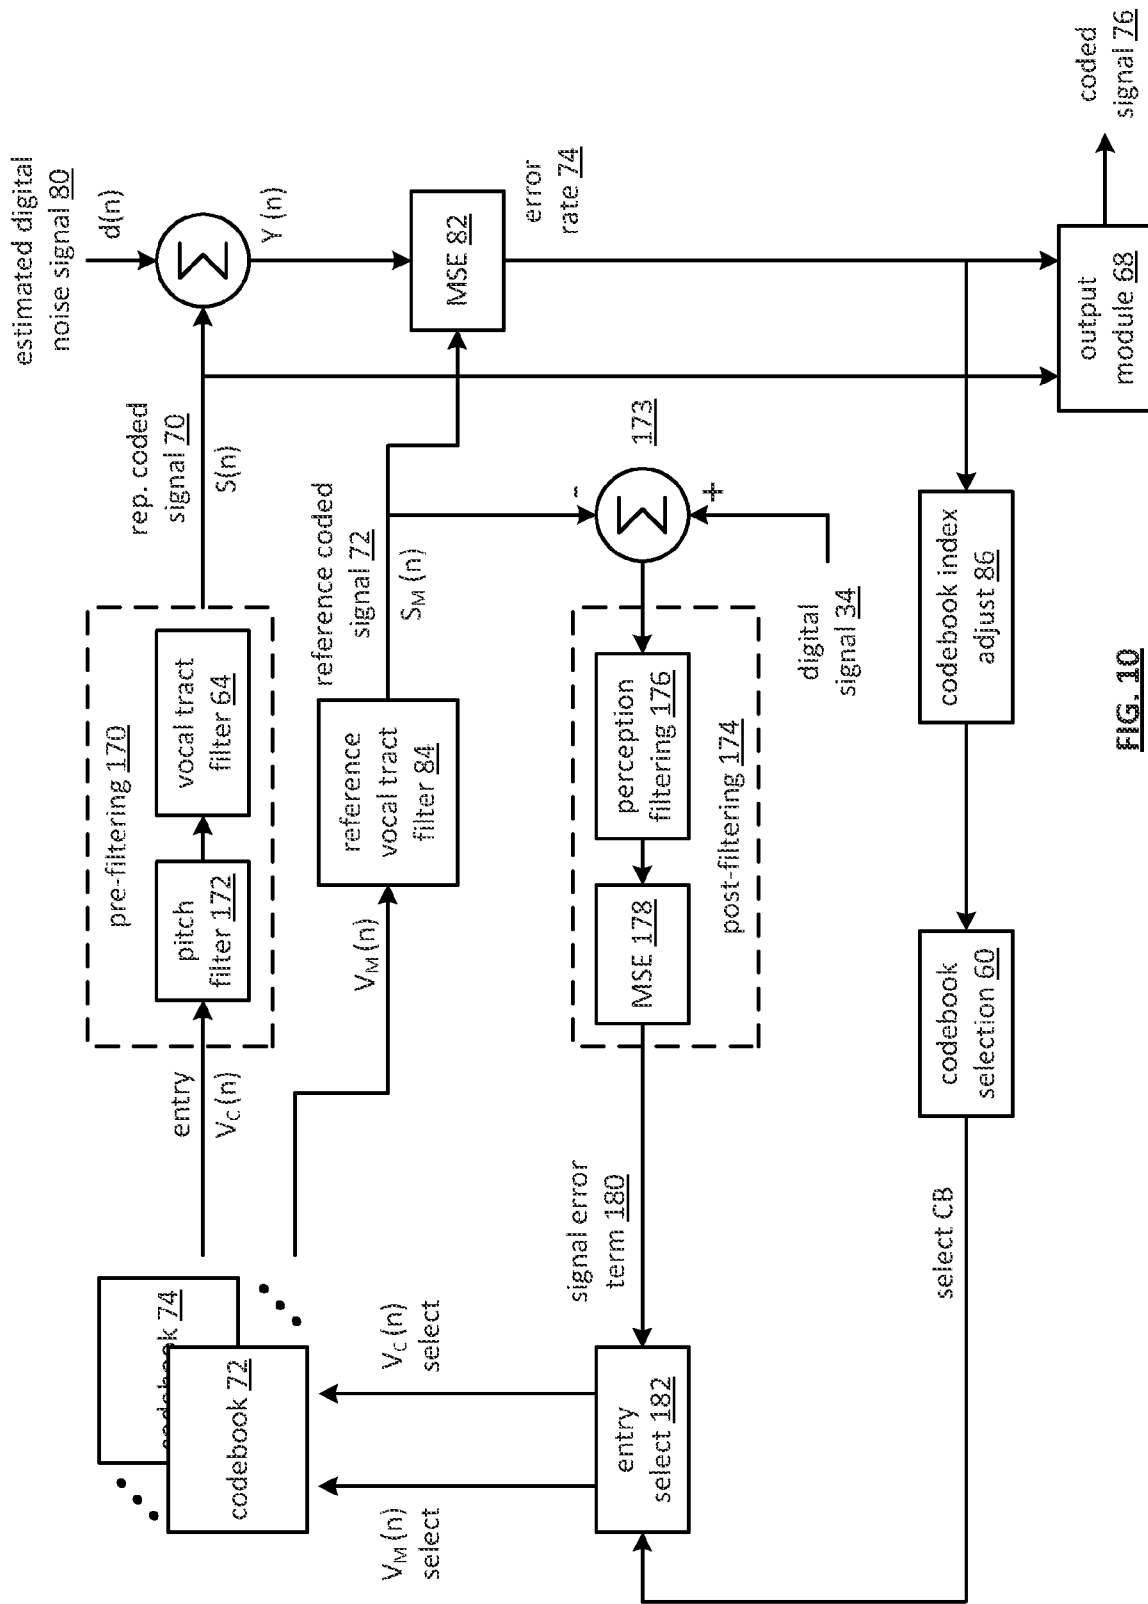 estimated digital
noise signal 80
d(n)
Σ
Y (n)
rep. coded
signal 70
S(n)
pre-filtering 170
pitch
filter 172
vocal tract
filter 64
entry
V_C (n)
codebook 74
codebook 72
V_M (n)
reference
vocal tract
filter 84
reference coded
signal 72
S_M (n)
MSE 82
error
rate 74
173
Σ
-
+
digital
signal 34
perception
filtering 176
MSE 178
post-filtering 174
signal error
term 180
V_C (n)
select
V_M (n)
select
entry
select 182
select CB
codebook
selection 60
codebook index
adjust 86
output
module 68
coded
signal 76
FIG. 10